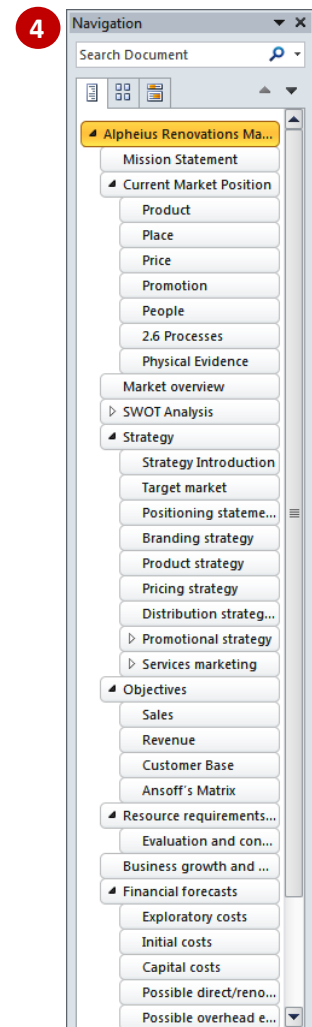 4
Navigation
Search Document
Alpheius Renovations Ma...
Mission Statement
Current Market Position
Product
Place
Price
Promotion
People
2.6 Processes
Physical Evidence
Market overview
SWOT Analysis
Strategy
Strategy Introduction
Target market
Positioning stateme...
Branding strategy
Product strategy
Pricing strategy
Distribution strateg...
Promotional strategy
Services marketing
Objectives
Sales
Revenue
Customer Base
Ansoff's Matrix
Resource requirements...
Evaluation and con...
Business growth and ...
Financial forecasts
Exploratory costs
Initial costs
Capital costs
Possible direct/reno...
Possible overhead e...